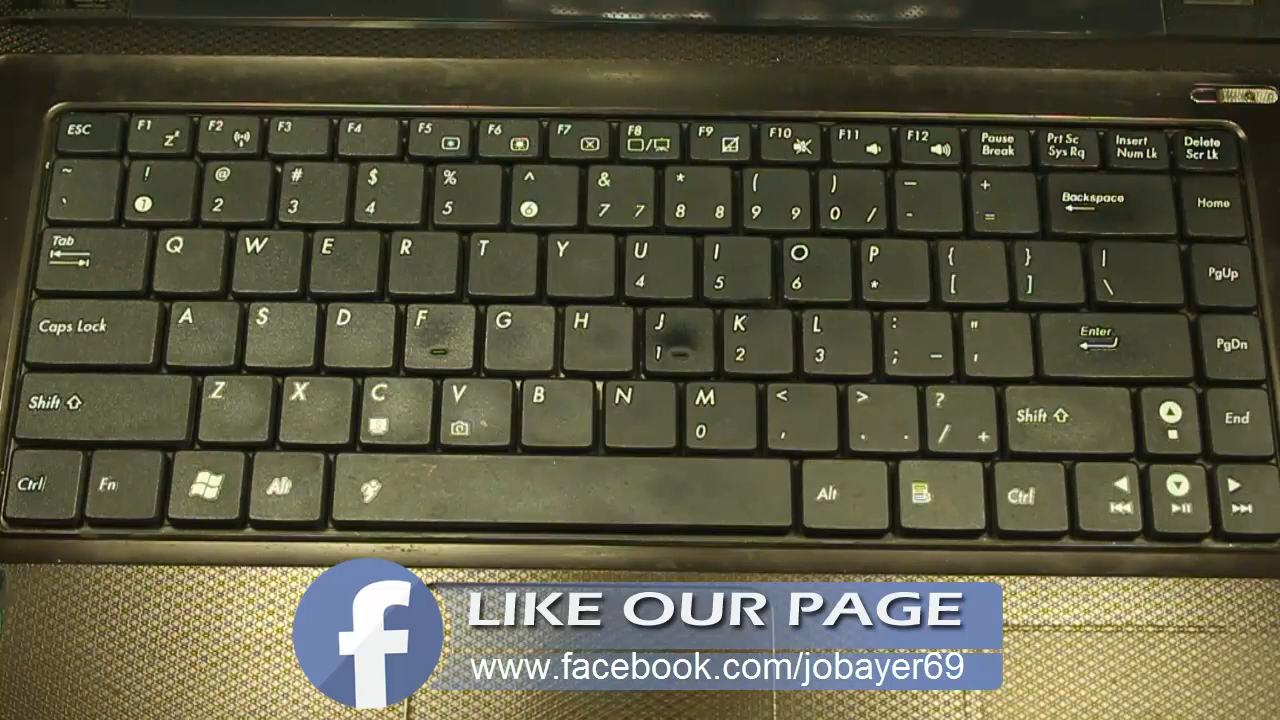 ESC F1 F2 F3 F4 F5 F6 F7 F8 F9 F10 F11 F12 Pause Break Prt Sc Sys Rq Insert Num Lk Delete Scr Lk
~ ` ! 1 @ 2 # 3 $ 4 % 5 ^ 6 & 7 7 * 8 8 ( 9 9 ) 0 / — - + = Backspace Home
Tab Q W E R T Y U 4 I 5 O 6 P * { [ } ] | \ PgUp
Caps Lock A S D F G H J 1 K 2 L 3 : ; – " ' Enter PgDn
Shift Z X C V B N M 0 < , > . . ? / + Shift End
Ctrl Fn Alt Alt Ctrl
f LIKE OUR PAGE
www.facebook.com/jobayer69